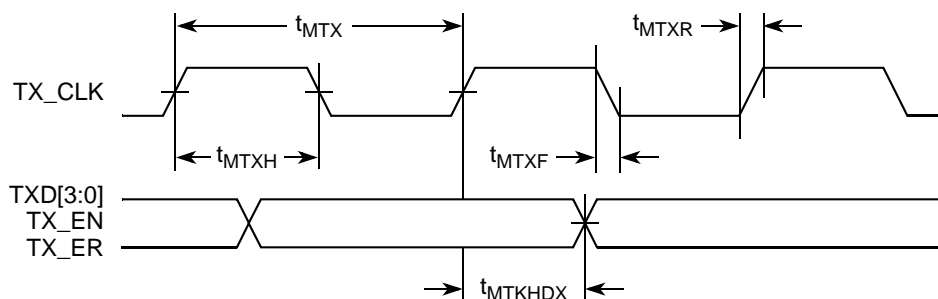 tMTX
tMTXR
TX_CLK
tMTXH
tMTXF
TXD[3:0]
TX_EN
TX_ER
tMTKHDX